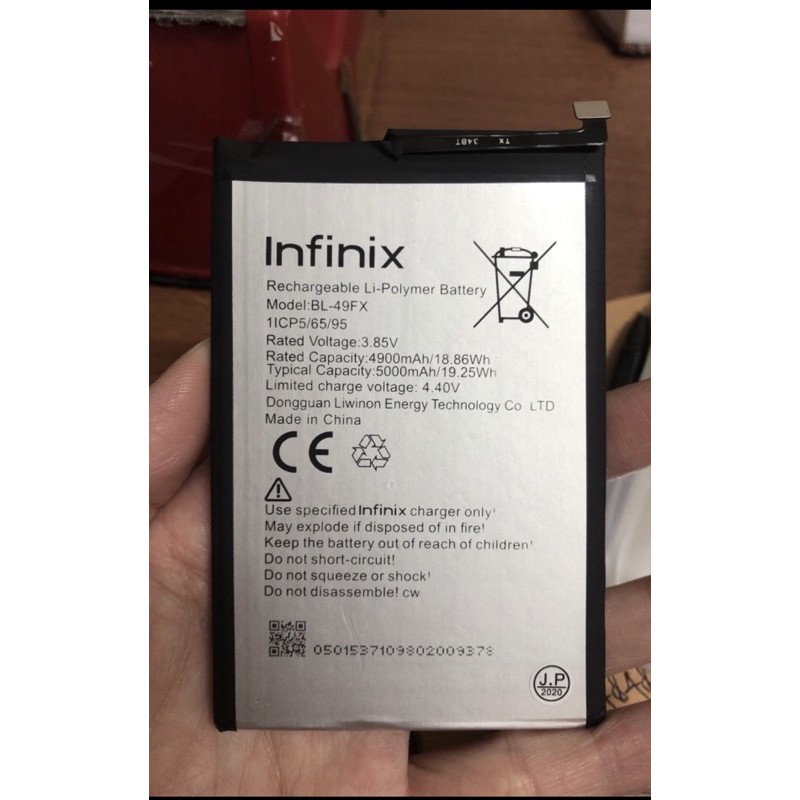 TX 34BT
Infinix
Rechargeable Li-Polymer Battery
Model:BL-49FX
1ICP5/65/95
Rated Voltage:3.85V
Rated Capacity:4900mAh/18.86Wh
Typical Capacity:5000mAh/19.25Wh
Limited charge voltage: 4.40V
Dongguan Liwinon Energy Technology Co LTD
Made in China
CE
Use specified Infinix charger only!
May explode if disposed of in fire!
Keep the battery out of reach of children!
Do not short-circuit!
Do not squeeze or shock!
Do not disassemble! cw
0501537109802009378
J.P
2020